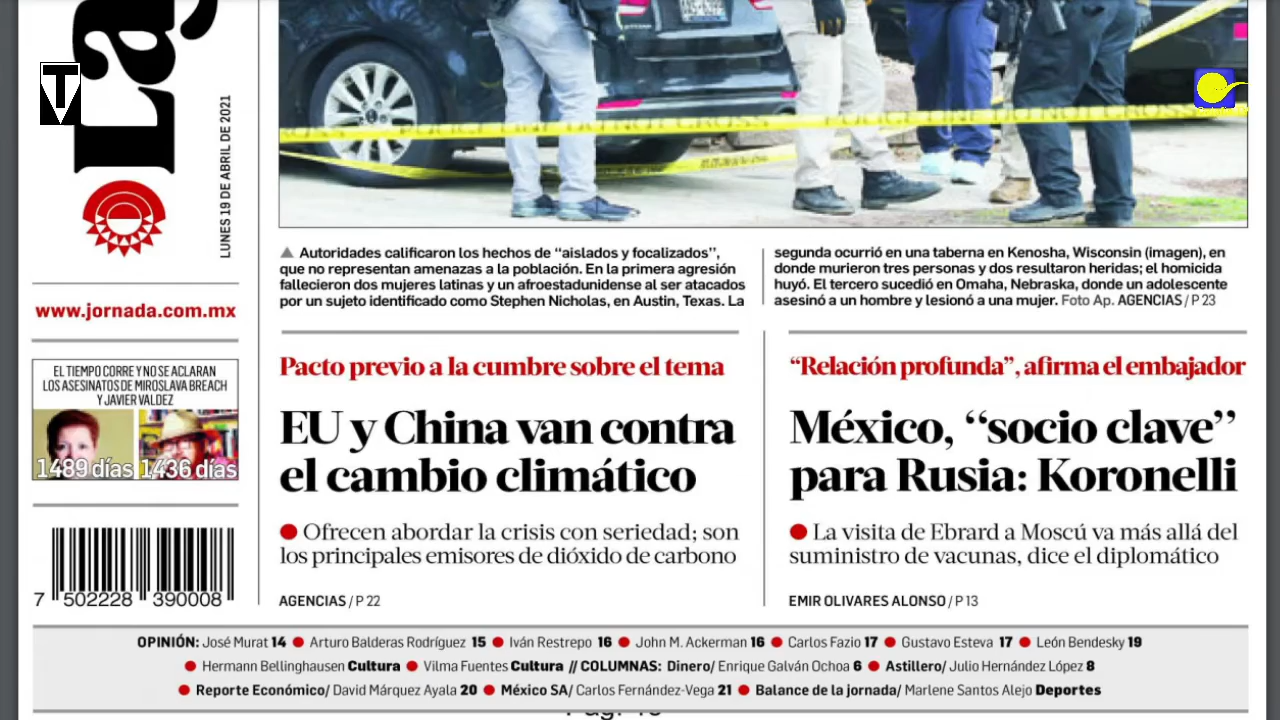 La
T
LUNES 19 DE ABRIL DE 2021
www.jornada.com.mx
EL TIEMPO CORRE Y NO SE ACLARAN
LOS ASESINATOS DE MIROSLAVA BREACH
Y JAVIER VALDEZ
1489 días 1436 días
7 502228 390008
POLICE LINE DO NOT CROSS
▲ Autoridades calificaron los hechos de “aislados y focalizados”,
que no representan amenazas a la población. En la primera agresión
fallecieron dos mujeres latinas y un afroestadunidense al ser atacados
por un sujeto identificado como Stephen Nicholas, en Austin, Texas. La
segunda ocurrió en una taberna en Kenosha, Wisconsin (imagen), en
donde murieron tres personas y dos resultaron heridas; el homicida
huyó. El tercero sucedió en Omaha, Nebraska, donde un adolescente
asesinó a un hombre y lesionó a una mujer. Foto Ap. AGENCIAS / P 23
Pacto previo a la cumbre sobre el tema
EU y China van contra
el cambio climático
● Ofrecen abordar la crisis con seriedad; son
los principales emisores de dióxido de carbono
AGENCIAS / P 22
“Relación profunda”, afirma el embajador
México, “socio clave”
para Rusia: Koronelli
● La visita de Ebrard a Moscú va más allá del
suministro de vacunas, dice el diplomático
EMIR OLIVARES ALONSO / P 13
OPINIÓN: José Murat 14 ● Arturo Balderas Rodríguez 15 ● Iván Restrepo 16 ● John M. Ackerman 16 ● Carlos Fazio 17 ● Gustavo Esteva 17 ● León Bendesky 19
● Hermann Bellinghausen Cultura ● Vilma Fuentes Cultura // COLUMNAS: Dinero/ Enrique Galván Ochoa 6 ● Astillero/ Julio Hernández López 8
● Reporte Económico/ David Márquez Ayala 20 ● México SA/ Carlos Fernández-Vega 21 ● Balance de la jornada/ Marlene Santos Alejo Deportes